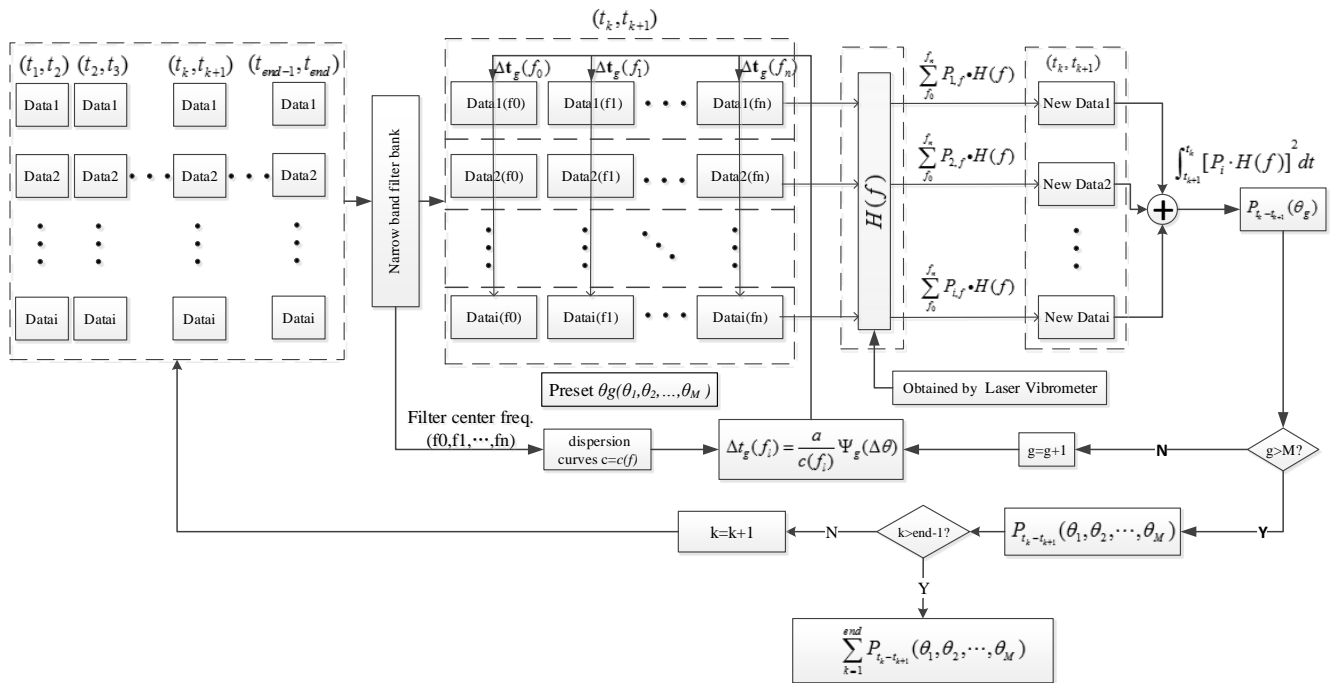 (t_1, t_2) (t_2, t_3) (t_k, t_{k+1}) (t_{end-1}, t_{end})
Data1 Data1 Data1 Data1
Data2 Data2 • • • Data2 • • • Data2
Datai Datai Datai Datai
Narrow band filter bank
(t_k, t_{k+1})
Δt_g(f_0) Δt_g(f_1) Δt_g(f_n)
Data1(f0) Data1(f1) • • • Data1(fn)
Data2(f0) Data2(f1) • • • Data2(fn)
Datai(f0) Datai(f1) • • • Datai(fn)
Preset θg(θ_1,θ_2,...,θ_M)
H(f)
Obtained by Laser Vibrometer
\sum_{f_0}^{f_n} P_{1,f}•H(f)
\sum_{f_0}^{f_n} P_{2,f}•H(f)
\sum_{f_0}^{f_n} P_{i,f}•H(f)
(t_k, t_{k+1})
New Data1
New Data2
New Datai
+
\int_{t_{k+1}}^{t_k} [P_i · H(f)]^2 dt
P_{t_k-t_{k+1}}(θ_g)
Filter center freq.
(f0,f1,···,fn)
dispersion
curves c=c(f)
Δt_g(f_i) = \frac{a}{c(f_i)} Ψ_g(Δθ)
g=g+1
N
g>M?
Y
P_{t_k-t_{k+1}}(θ_1,θ_2,···,θ_M)
k>end-1?
N
k=k+1
Y
\sum_{k=1}^{end} P_{t_k-t_{k+1}}(θ_1,θ_2,···,θ_M)